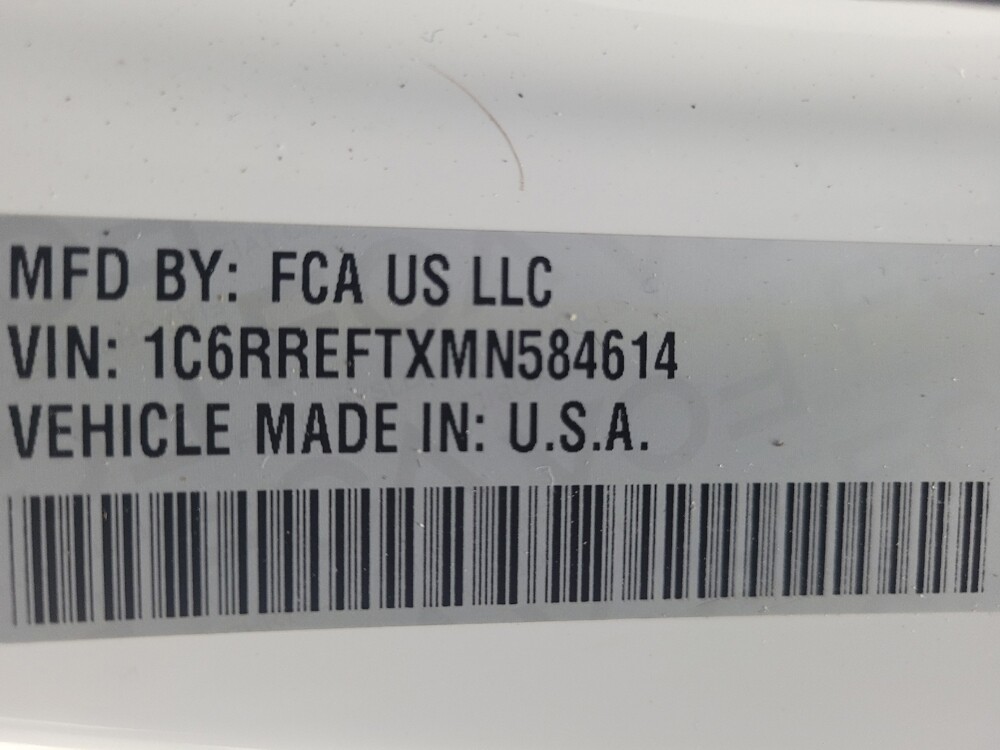 MFD BY: FCA US LLC
VIN: 1C6RREFTXMN584614
VEHICLE MADE IN: U.S.A.